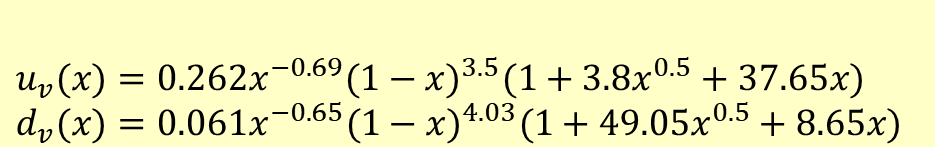 u_v(x) = 0.262x^{-0.69}(1 − x)^{3.5}(1 + 3.8x^{0.5} + 37.65x)
d_v(x) = 0.061x^{-0.65}(1 − x)^{4.03}(1 + 49.05x^{0.5} + 8.65x)